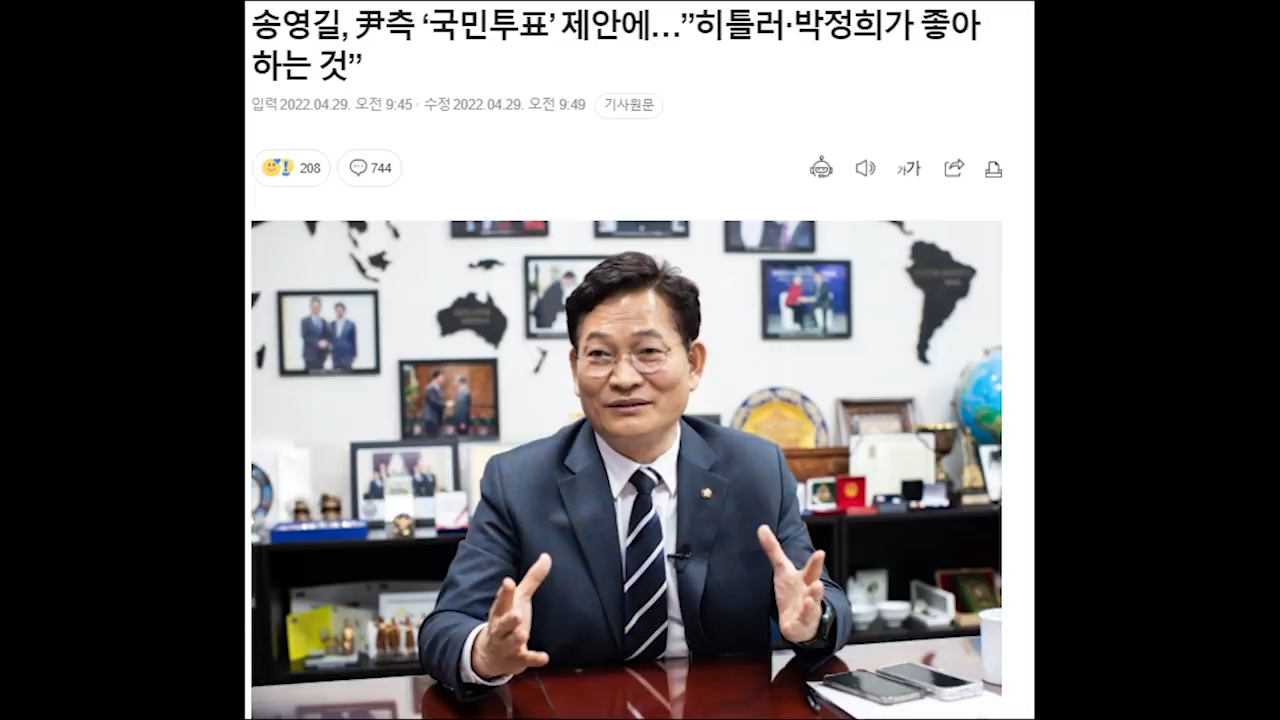 송영길, 尹측 ‘국민투표’ 제안에…”히틀러·박정희가 좋아
하는 것”
입력 2022.04.29. 오전 9:45 · 수정 2022.04.29. 오전 9:49 기사원문
208 744 가가